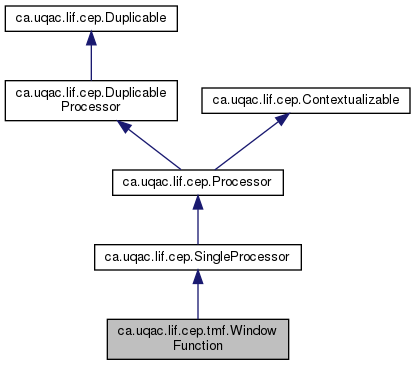 ca.uqac.lif.cep.Duplicable
ca.uqac.lif.cep.Duplicable
Processor
ca.uqac.lif.cep.Contextualizable
ca.uqac.lif.cep.Processor
ca.uqac.lif.cep.SingleProcessor
ca.uqac.lif.cep.tmf.Window
Function